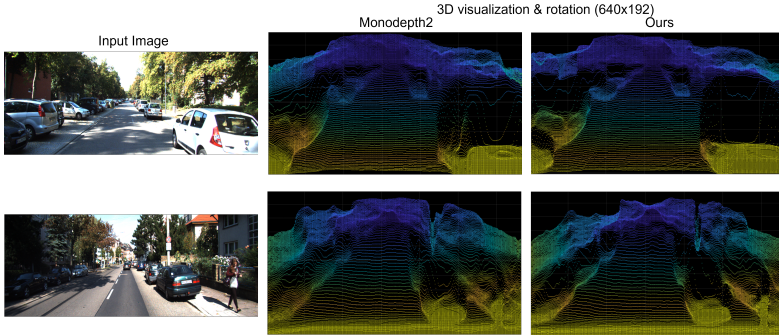 3D visualization & rotation (640x192)
Input Image
Monodepth2
Ours